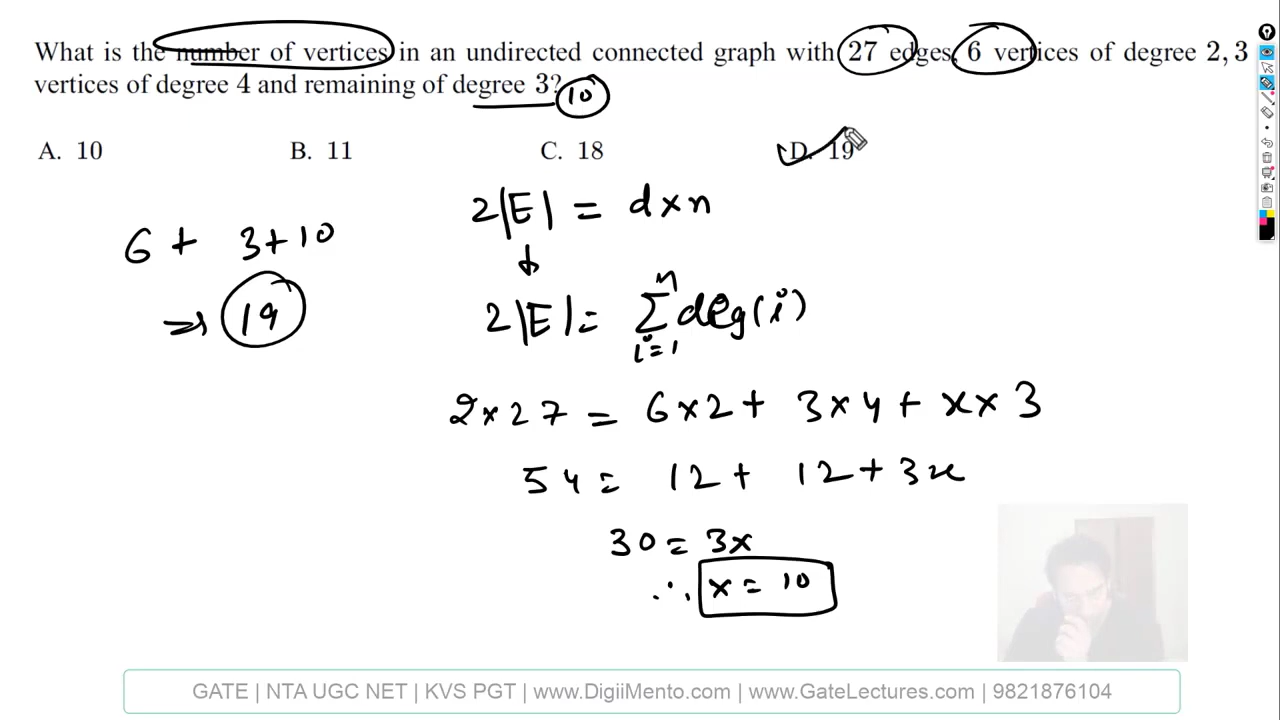 What is the number of vertices in an undirected connected graph with 27 edges, 6 vertices of degree 2, 3
vertices of degree 4 and remaining of degree 3?
10
A. 10 B. 11 C. 18 D. 19
2|E| = d x n
6 + 3+10
⇒ 19
2|E| = n Σ i=1 deg(i)
2 x 27 = 6 x 2 + 3 x 4 + x x 3
54 = 12 + 12 + 3x
30 = 3x
∴ x = 10
GATE | NTA UGC NET | KVS PGT | www.DigiiMento.com | www.GateLectures.com | 9821876104